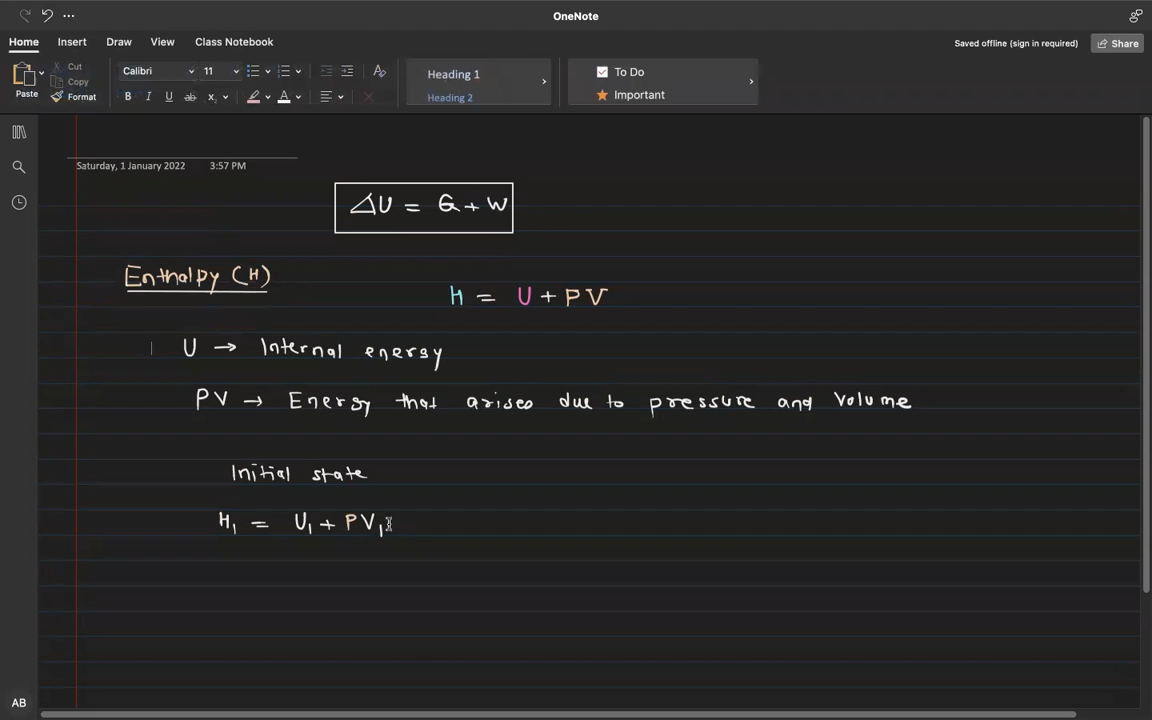 OneNote
Home Insert Draw View Class Notebook
Saved offline (sign in required) Share
Paste
Cut
Copy
Format
Calibri 11
Heading 1
Heading 2
To Do
Important
Saturday, 1 January 2022 3:57 PM
ΔU = Q + W
Enthalpy (H)
H = U + PV
U → Internal energy
PV → Energy that arises due to pressure and volume
Initial state
H₁ = U₁ + PV₁
AB